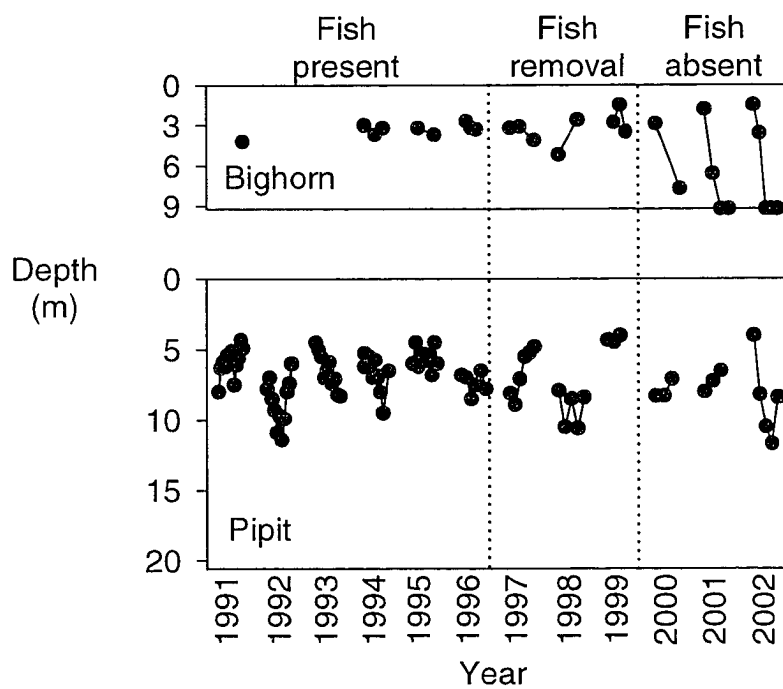 Fish present
Fish removal
Fish absent
0
3
6
9
Bighorn
Depth
(m)
0
5
10
15
20
Pipit
1991
1992
1993
1994
1995
1996
1997
1998
1999
2000
2001
2002
Year